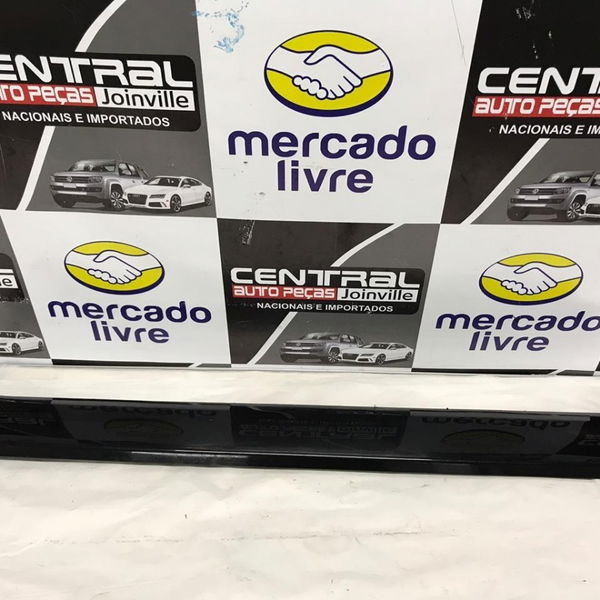 CENTRAL
AUTO PEÇAS Joinville
NACIONAIS E IMPORTADOS
mercado
livre
CENTRAL
AUTO PEÇAS
NACIONAIS E IM
mercado
livre
CENTRAL
AUTO PEÇAS Joinville
NACIONAIS E IMPORTADOS
mercado
livre